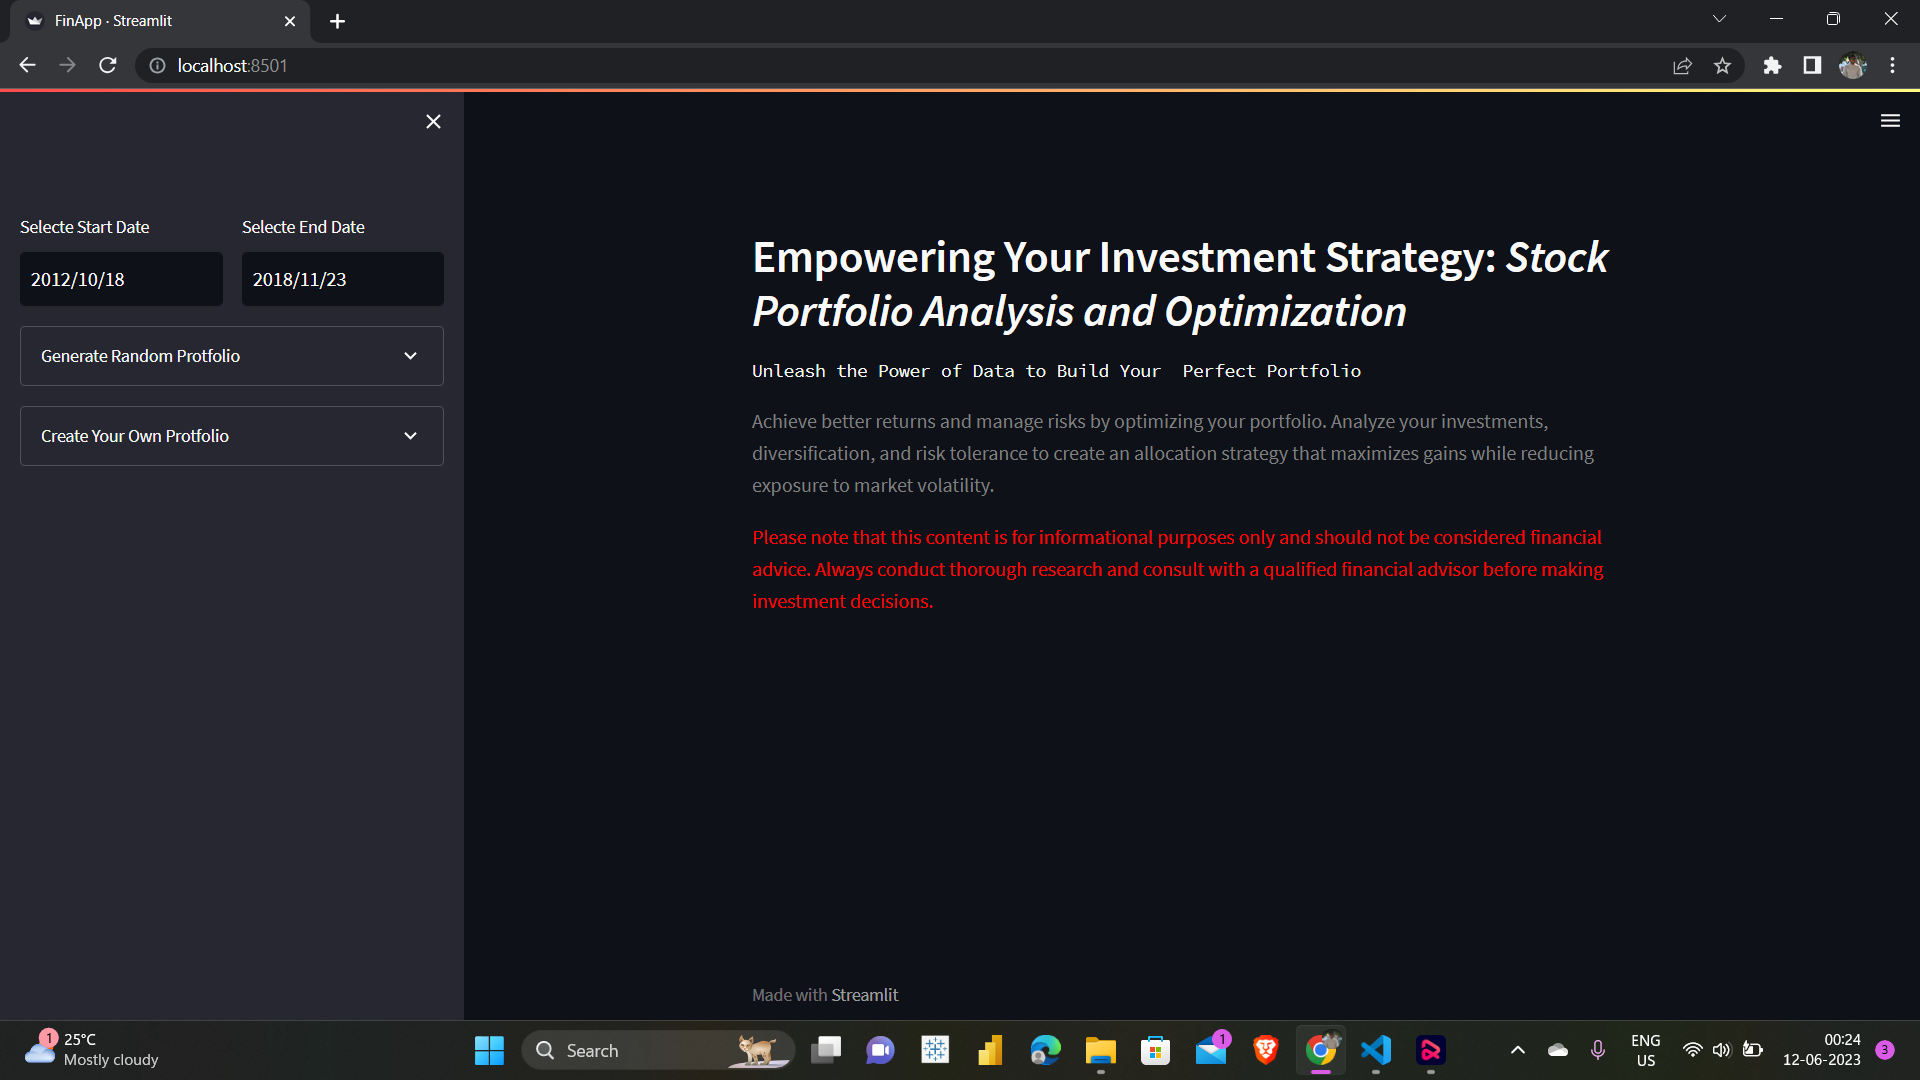 FinApp · Streamlit
localhost:8501
Selecte Start Date
Selecte End Date
2012/10/18
2018/11/23
Generate Random Protfolio
Create Your Own Protfolio
Empowering Your Investment Strategy: Stock
Portfolio Analysis and Optimization
Unleash the Power of Data to Build Your  Perfect Portfolio
Achieve better returns and manage risks by optimizing your portfolio. Analyze your investments,
diversification, and risk tolerance to create an allocation strategy that maximizes gains while reducing
exposure to market volatility.
Please note that this content is for informational purposes only and should not be considered financial
advice. Always conduct thorough research and consult with a qualified financial advisor before making
investment decisions.
Made with Streamlit
1
25°C
Mostly cloudy
Search
1
ENG
US
00:24
12-06-2023
3